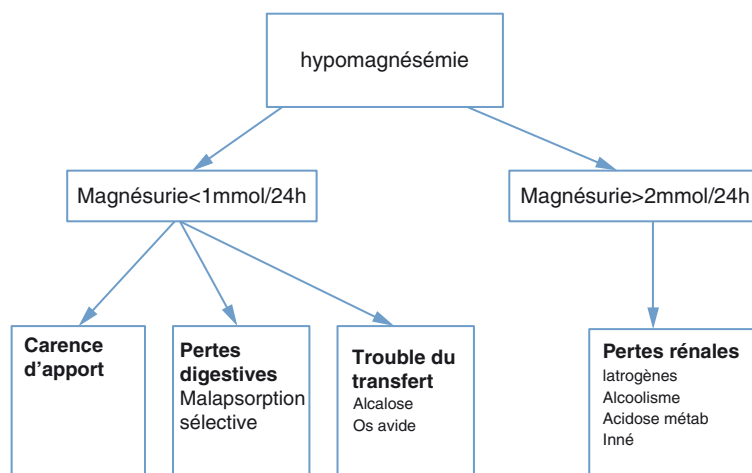 hypomagnésémie
Magnésurie<1mmol/24h
Magnésurie>2mmol/24h
Carence
d’apport
Pertes
digestives
Malapsorption
sélective
Trouble du
transfert
Alcalose
Os avide
Pertes rénales
Iatrogènes
Alcoolisme
Acidose métab
Inné